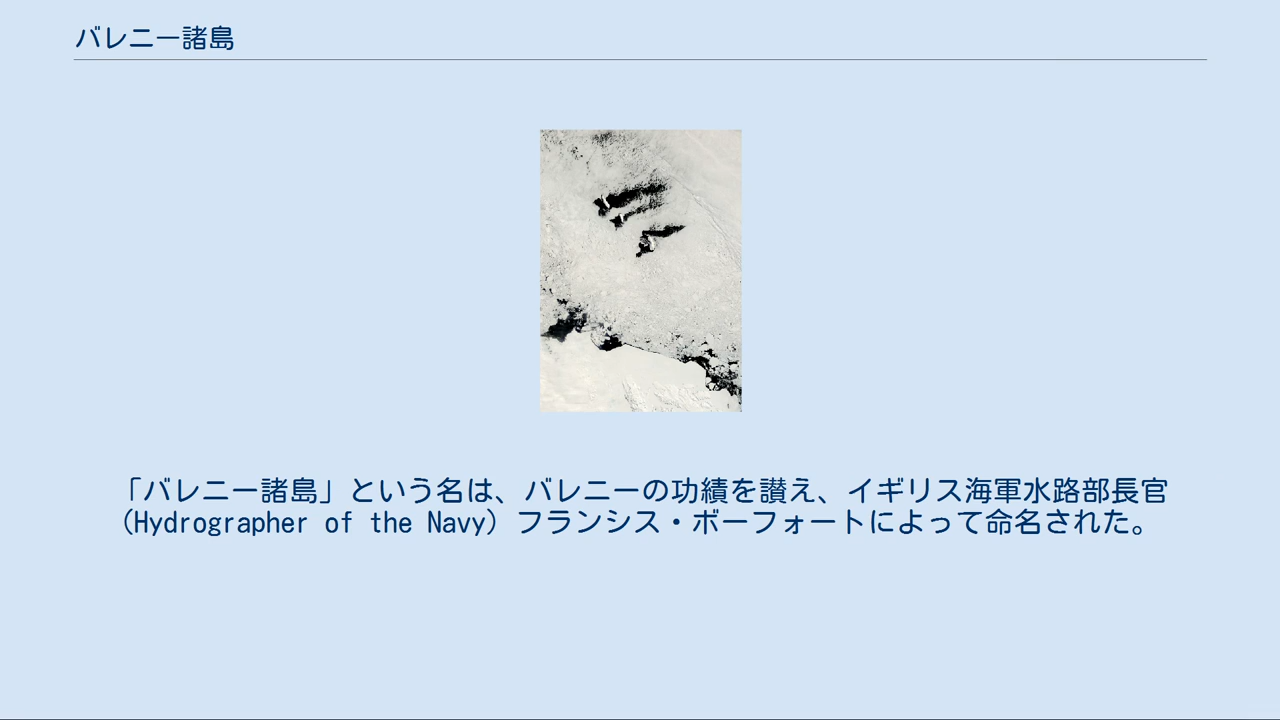 バレニー諸島
「バレニー諸島」という名は、バレニーの功績を讃え、イギリス海軍水路部長官
(Hydrographer of the Navy) フランシス・ボーフォートによって命名された。